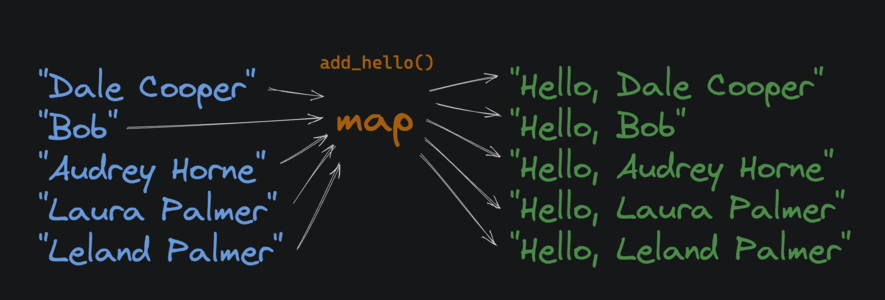 add_hello()
"Dale Cooper"
"Bob"
"Audrey Horne"
"Laura Palmer"
"Leland Palmer"
map
"Hello, Dale Cooper"
"Hello, Bob"
"Hello, Audrey Horne"
"Hello, Laura Palmer"
"Hello, Leland Palmer"